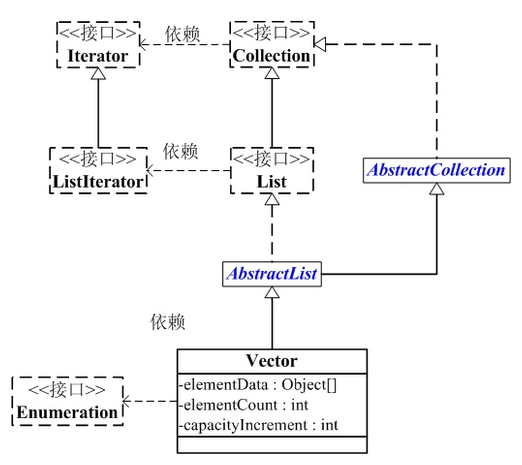 <<接口>>
Iterator
依赖
<<接口>>
Collection
<<接口>>
ListIterator
依赖
<<接口>>
List
AbstractCollection
AbstractList
依赖
Vector
-elementData : Object[]
-elementCount : int
-capacityIncrement : int
<<接口>>
Enumeration